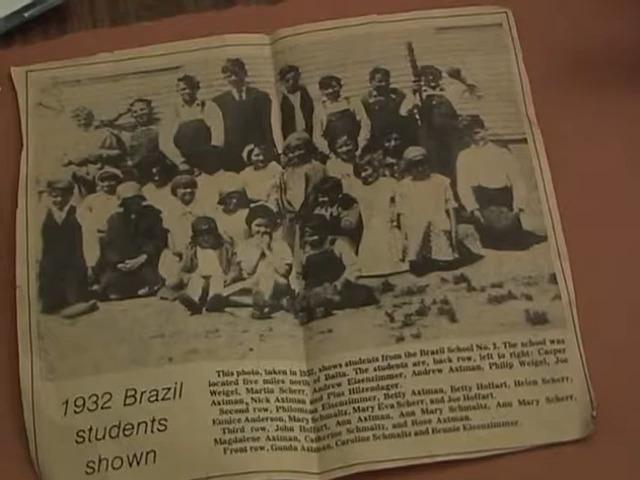 1932 Brazil
students
shown
This photo, taken in 1932, shows students from the Brazil School No. 3. The school was
located five miles north of Balta. The students are, back row, left to right: Casper
Weigel, Martin Scherr, Andrew Eisenzimmer, Andrew Axtman, Philip Weigel, Joe
Axtman, Nick Axtman and Pius Hilzendager.
Second row, Philomena Eisenzimmer, Betty Axtman, Betty Hoffart, Helen Scherr,
Eunice Anderson, Mary Schmaltz, Mary Eva Scherr, and Joe Hoffart.
Third row, John Hoffart, Ann Axtman, Ann Mary Schmaltz, Ann Mary Scherr,
Magdalene Axtman, Catherine Schmaltz, and Rose Axtman.
Front row, Gunda Axtman, Caroline Schmaltz and Bennie Eisenzimmer.